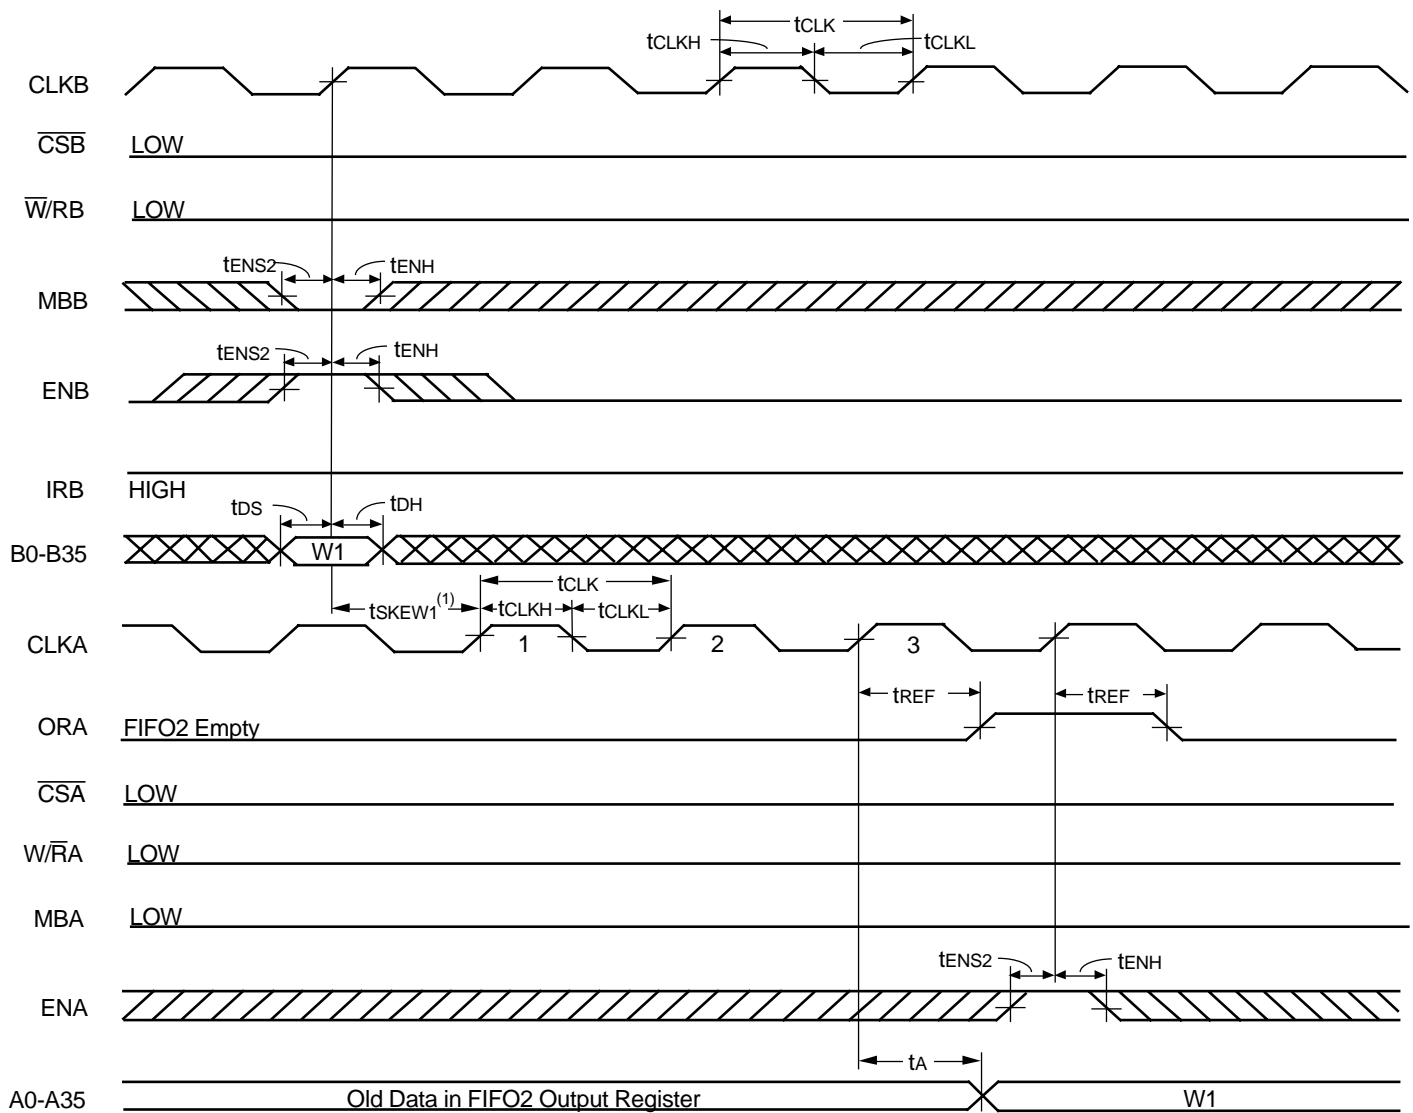 tCLK
tCLKH tCLKL
CLKB
CSB LOW
W/RB LOW
tENS2 tENH
MBB
tENS2 tENH
ENB
IRB HIGH
tDS tDH
B0-B35 W1
tCLK
tSKEW1(1) tCLKH tCLKL
CLKA 1 2 3
tREF tREF
ORA FIFO2 Empty
CSA LOW
W/RA LOW
MBA LOW
tENS2 tENH
ENA
tA
A0-A35 Old Data in FIFO2 Output Register W1